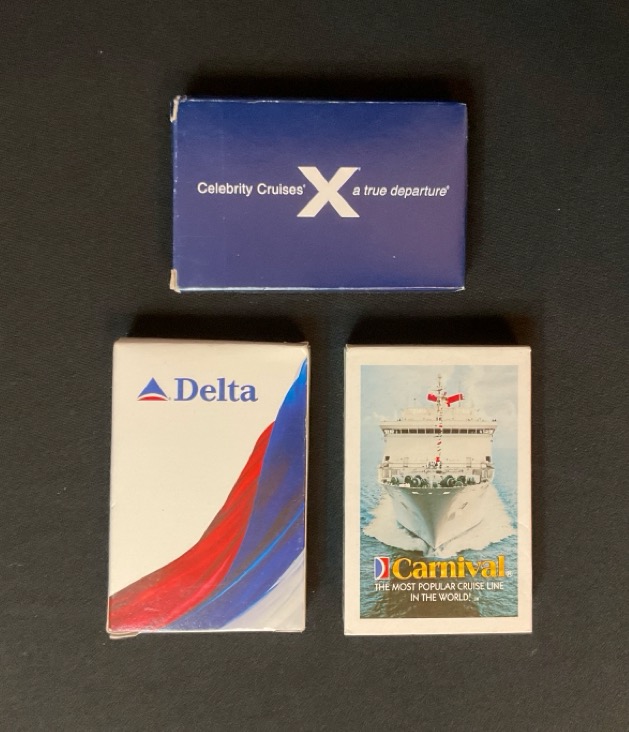 Celebrity Cruises® X a true departure®
Delta
Carnival®
THE MOST POPULAR CRUISE LINE
IN THE WORLD!